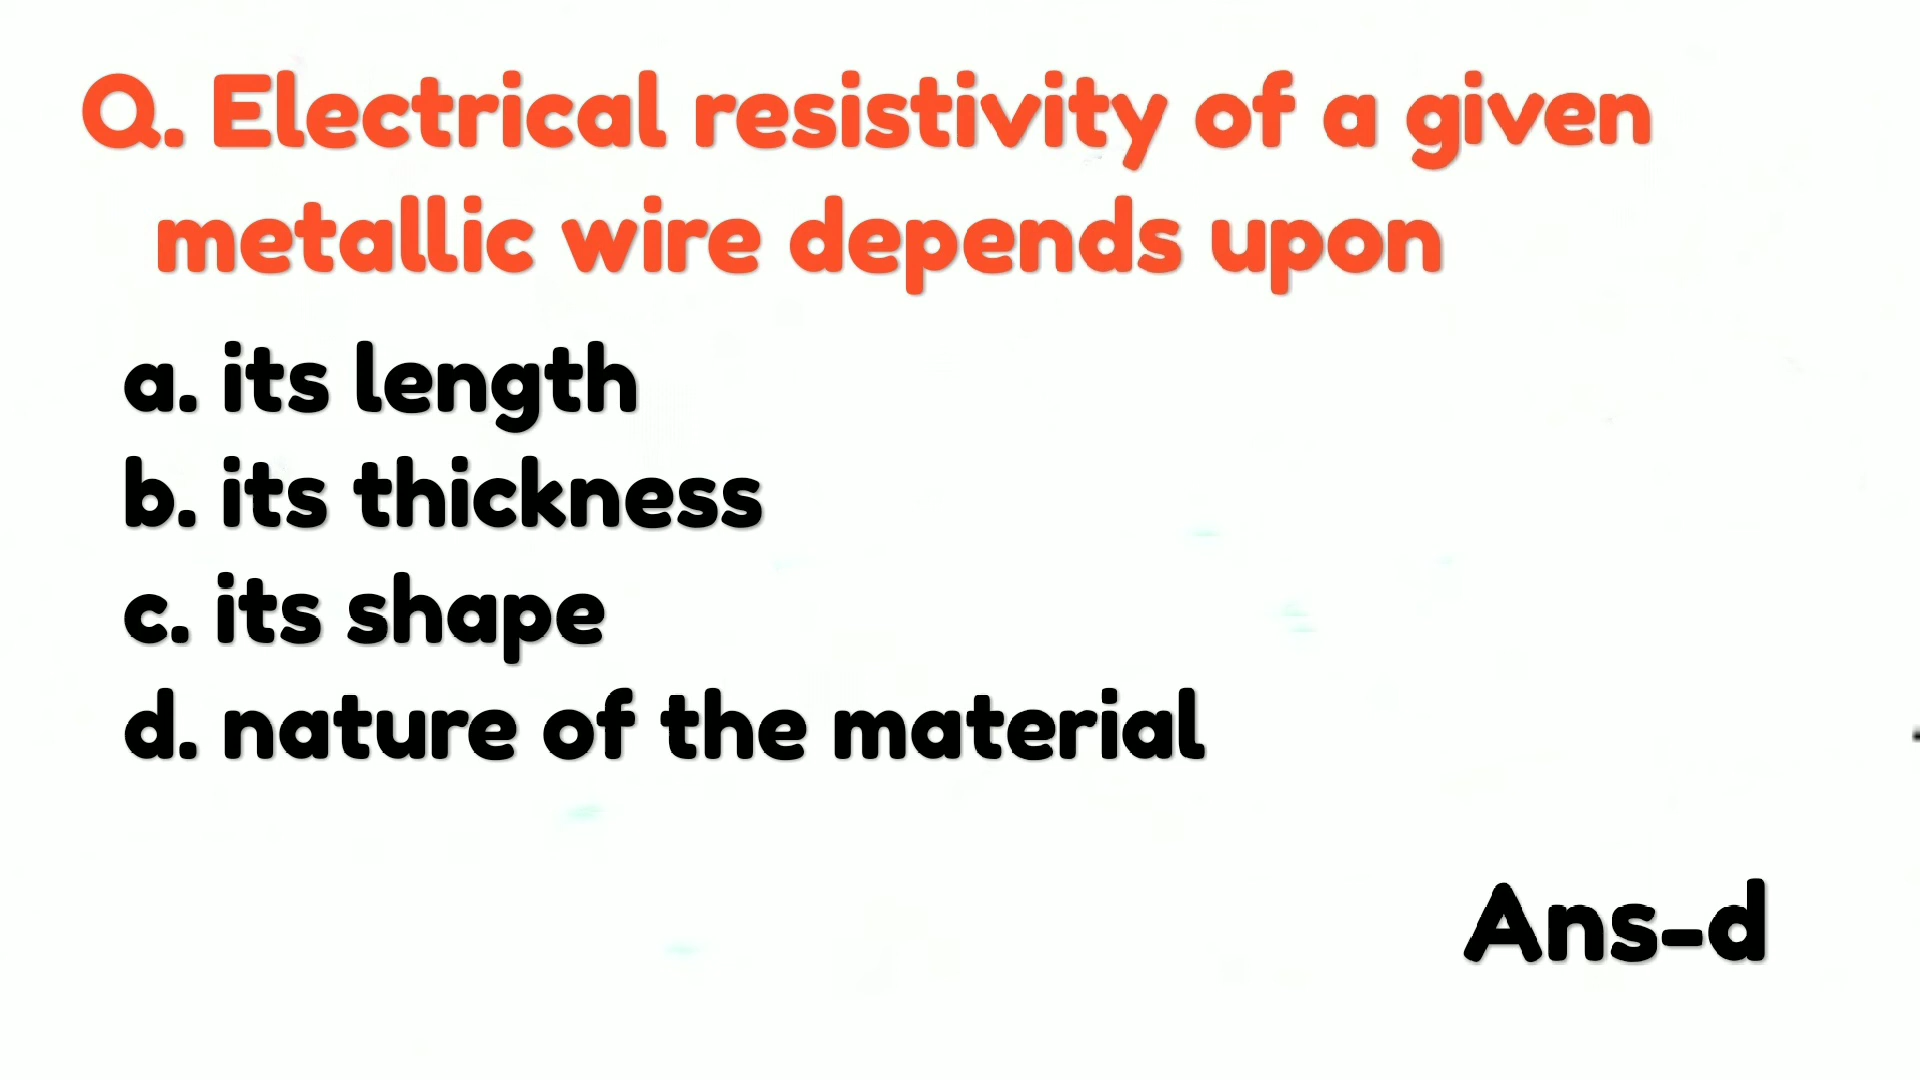 Q. Electrical resistivity of a given
metallic wire depends upon
a. its length
b. its thickness
c. its shape
d. nature of the material
Ans-d